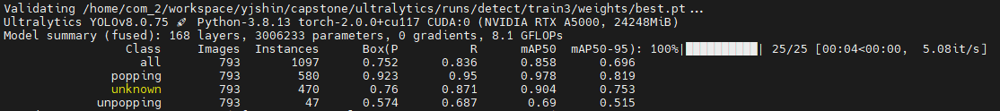 Validating /home/com_2/workspace/yjshin/capstone/ultralytics/runs/detect/train3/weights/best.pt...
Ultralytics YOLOv8.0.75 🚀 Python-3.8.13 torch-2.0.0+cu117 CUDA:0 (NVIDIA RTX A5000, 24248MiB)
Model summary (fused): 168 layers, 3006233 parameters, 0 gradients, 8.1 GFLOPs
Class Images Instances Box(P R mAP50 mAP50-95): 100%|██████████| 25/25 [00:04<00:00, 5.08it/s]
all 793 1097 0.752 0.836 0.858 0.696
popping 793 580 0.923 0.95 0.978 0.819
unknown 793 470 0.76 0.871 0.904 0.753
unpopping 793 47 0.574 0.687 0.69 0.515